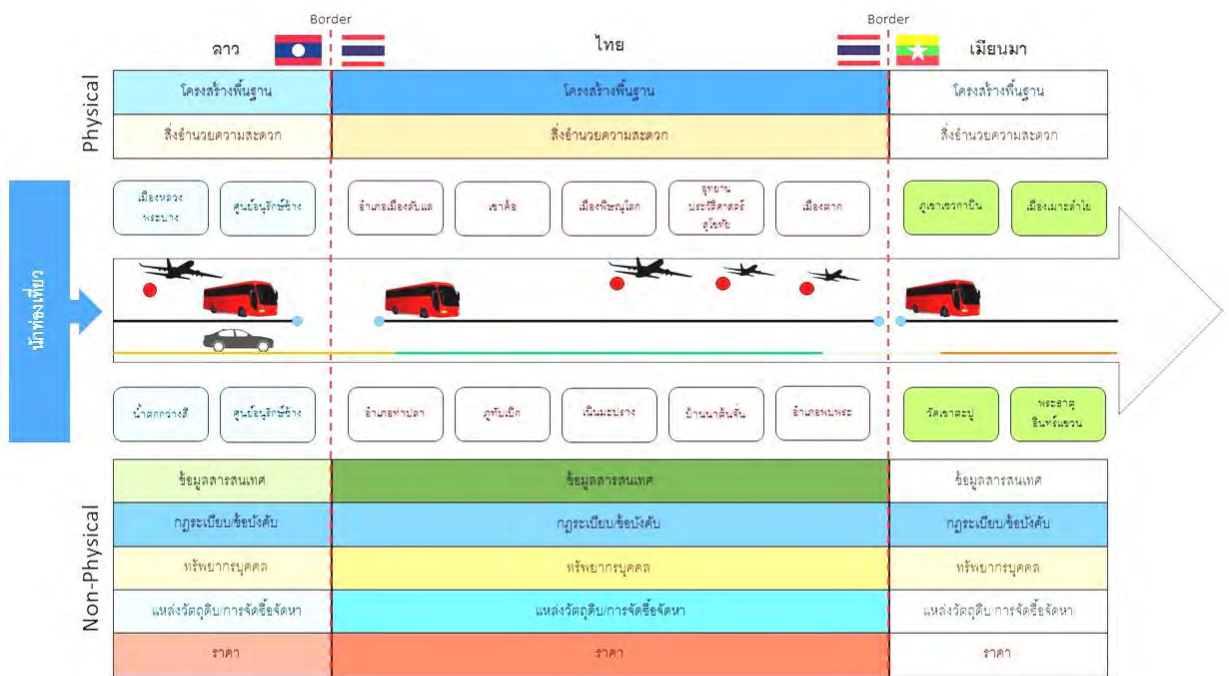 Border
Border
ลาว
ไทย
เมียนมา
Physical
โครงสร้างพื้นฐาน
โครงสร้างพื้นฐาน
โครงสร้างพื้นฐาน
สิ่งอำนวยความสะดวก
สิ่งอำนวยความสะดวก
สิ่งอำนวยความสะดวก
นักท่องเที่ยว
เมืองหลวง
พระบาง
ศูนย์อนุรักษ์ช้าง
อำเภอเมืองลับแล
เขาค้อ
เมืองพิษณุโลก
อุทยาน
ประวัติศาสตร์
สุโขทัย
เมืองตาก
ภูเขาเซวกาบิน
เมืองเมาะลำไย
น้ำตกกวางสี
ศูนย์อนุรักษ์ช้าง
อำเภอท่าปลา
ภูทับเบิก
เนินมะปราง
บ้านนาต้นจั่น
อำเภอพบพระ
วัดเขาตะปู
พระธาตุ
อินทร์แขวน
Non-Physical
ข้อมูลสารสนเทศ
ข้อมูลสารสนเทศ
ข้อมูลสารสนเทศ
กฎระเบียบ/ข้อบังคับ
กฎระเบียบ/ข้อบังคับ
กฎระเบียบ/ข้อบังคับ
ทรัพยากรบุคคล
ทรัพยากรบุคคล
ทรัพยากรบุคคล
แหล่งวัตถุดิบ/การจัดซื้อจัดหา
แหล่งวัตถุดิบ/การจัดซื้อจัดหา
แหล่งวัตถุดิบ/การจัดซื้อจัดหา
ราคา
ราคา
ราคา